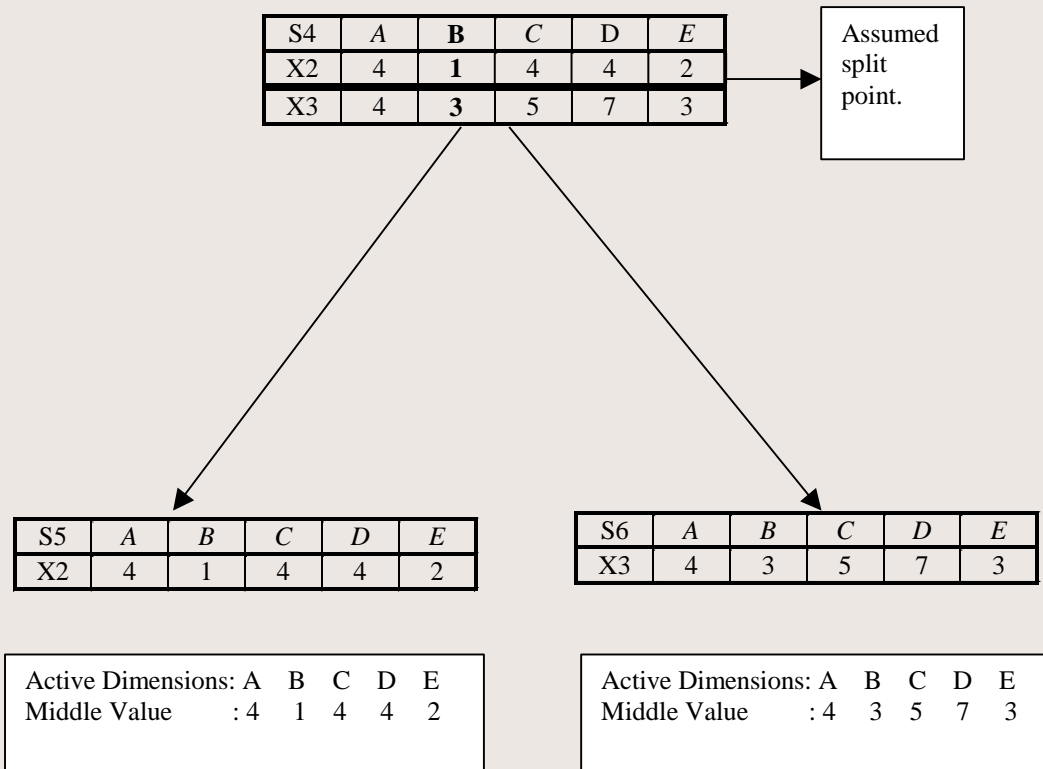 S4 A B C D E
X2 4 1 4 4 2
X3 4 3 5 7 3
Assumed
split
point.
S5 A B C D E
X2 4 1 4 4 2
S6 A B C D E
X3 4 3 5 7 3
Active Dimensions: A B C D E
Middle Value : 4 1 4 4 2
Active Dimensions: A B C D E
Middle Value : 4 3 5 7 3